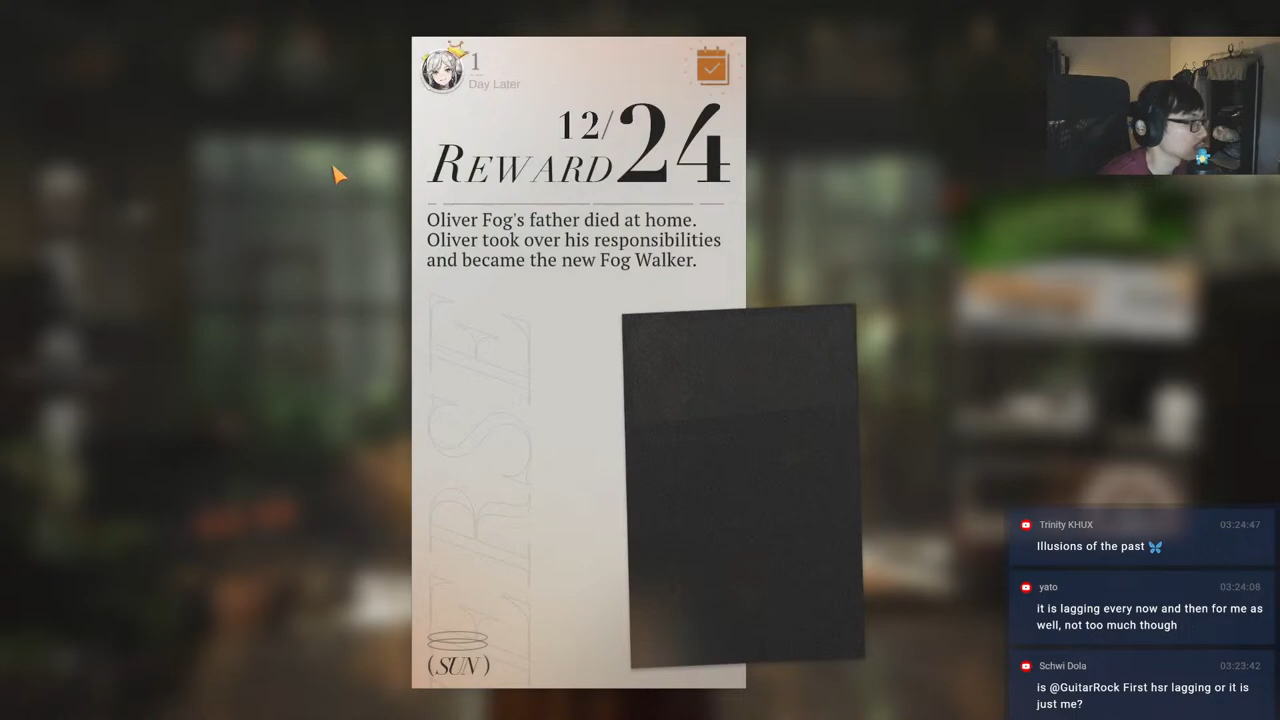 1
Day Later
12/24
REWARD
Oliver Fog's father died at home.
Oliver took over his responsibilities
and became the new Fog Walker.
ERSE
(SUN)
Trinity KHUX 03:24:47
Illusions of the past
yato 03:24:08
it is lagging every now and then for me as
well, not too much though
Schwi Dola 03:23:42
is @GuitarRock First hsr lagging or it is
just me?